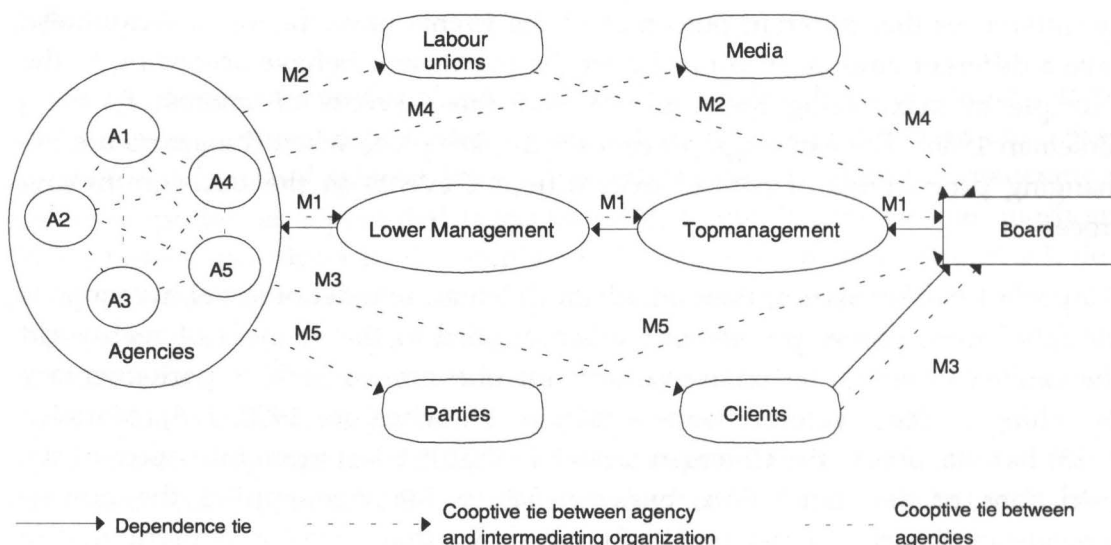 Labour
unions
Media
M2
M4
M2
M4
A1
A4
A2
A5
A3
Agencies
M1
Lower Management
M1
Topmanagement
M1
Board
M3
M5
M5
M3
Parties
Clients
Dependence tie
Cooptive tie between agency
and intermediating organization
Cooptive tie between
agencies